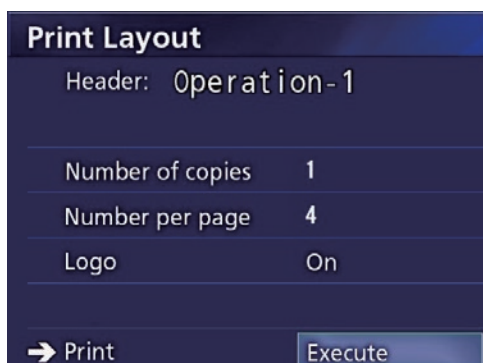 Print Layout
Header: Operation-1
Number of copies 1
Number per page 4
Logo On
Print Execute